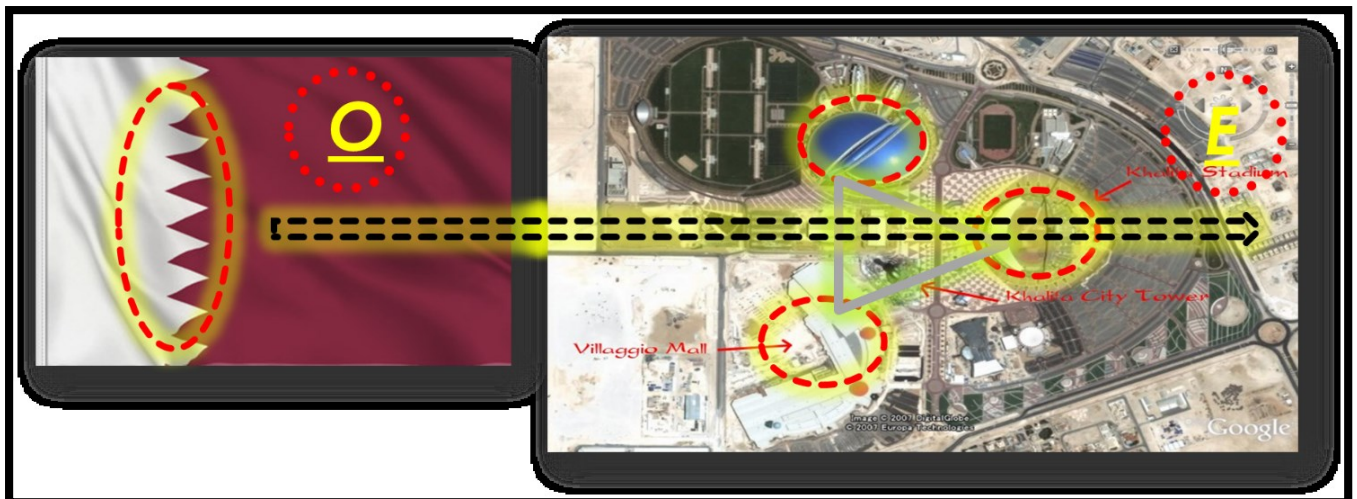 O
E
Khalifa Stadium
Khalifa City Tower
Villaggio Mall
Image © 2007 DigitalGlobe
© 2007 Europa Technologies
Google